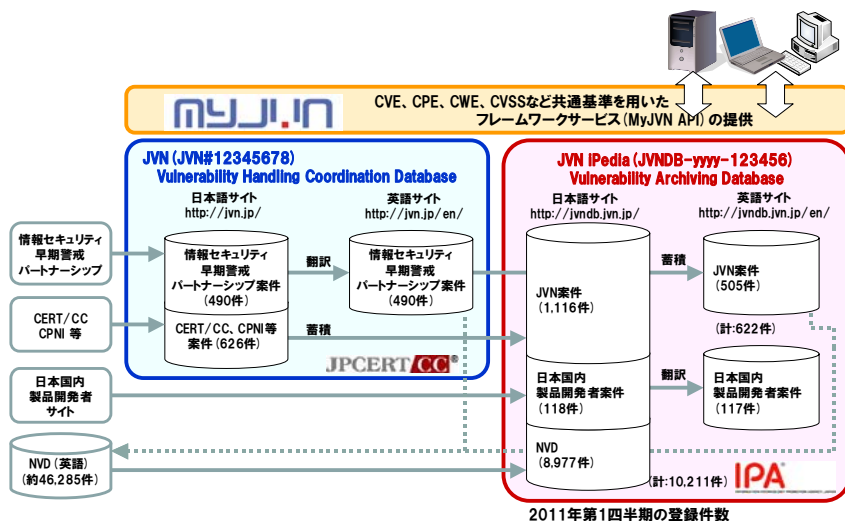 MyJVN
CVE、CPE、CWE、CVSSなど共通基準を用いた
フレームワークサービス(MyJVN API)の提供
JVN(JVN#12345678)
Vulnerability Handling Coordination Database
日本語サイト
http://jvn.jp/
英語サイト
http://jvn.jp/en/
JVN iPedia(JVNDB-yyyy-123456)
Vulnerability Archiving Database
日本語サイト
http://jvndb.jvn.jp/
英語サイト
http://jvndb.jvn.jp/en/
情報セキュリティ
早期警戒
パートナーシップ
情報セキュリティ
早期警戒
パートナーシップ案件
(490件)
翻訳
情報セキュリティ
早期警戒
パートナーシップ案件
(490件)
JVN案件
(1,116件)
蓄積
JVN案件
(505件)
CERT/CC
CPNI 等
CERT/CC、CPNI等
案件(626件)
蓄積
(計:622件)
JPCERT CC®
日本国内
製品開発者
サイト
日本国内
製品開発者案件
(118件)
翻訳
日本国内
製品開発者案件
(117件)
NVD(英語)
(約46,285件)
NVD
(8,977件)
(計:10,211件)
IPA
2011年第1四半期の登録件数